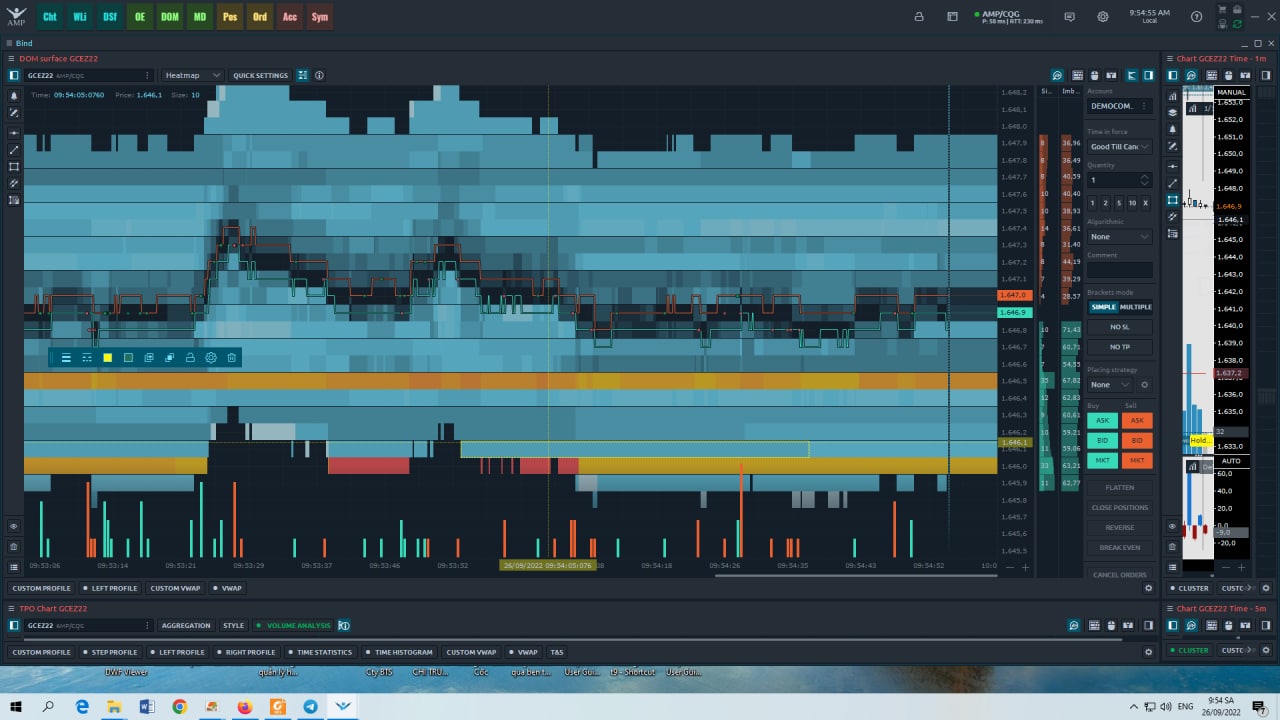 AMP
Cht
WLi
DSf
OE
DOM
MD
Pos
Ord
Acc
Sym
AMP/CQG
P: 58 ms | RTT: 230 ms
9:54:55 AM
Local
Bind
DOM surface GCEZ22
GCEZ22 AMP/CQG
Heatmap
QUICK SETTINGS
Time: 09:54:05:0760 Price: 1.646,1 Size: 10
1.648,2
1.648,1
1.648,0
1.647,9
1.647,8
1.647,7
1.647,6
1.647,5
1.647,4
1.647,3
1.647,2
1.647,1
1.647,0
1.646,9
1.646,8
1.646,7
1.646,6
1.646,5
1.646,4
1.646,3
1.646,2
1.646,1
1.646,0
1.645,9
1.645,8
1.645,7
1.645,6
1.645,5
Si... Imb...
8 36,96
8 36,49
8 40,59
10 40,40
10 38,93
14 36,61
8 31,40
8 44,19
7 39,29
4 28,57
10 71,43
7 60,71
7 54,55
35 67,82
12 62,83
9 60,61
10 59,21
11 59,06
33 63,21
11 62,77
09:53:06
09:53:14
09:53:21
09:53:29
09:53:37
09:53:44
09:53:52
26/09/2022 09:54:05:076
09:54:18
09:54:26
09:54:35
09:54:43
09:54:52
10:0
Account
DEMOCOM..
Time in force
Good Till Canc
Quantity
1
1 2 5 10 X
Algorithmic
None
Comment
Brackets mode
SIMPLE MULTIPLE
NO SL
NO TP
Placing strategy
None
Buy Sell
ASK ASK
BID BID
MKT MKT
FLATTEN
CLOSE POSITIONS
REVERSE
BREAK EVEN
CANCEL ORDERS
CUSTOM PROFILE
LEFT PROFILE
CUSTOM VWAP
VWAP
Chart GCEZ22 Time - 1m
MANUAL
1.653,0
1.652,0
1.651,0
1.650,0
1.649,0
1.648,0
1.646,9
1.646,1
1.645,0
1.644,0
1.643,0
1.642,0
1.641,0
1.640,0
1.639,0
1.638,0
1.637,2
1.636,0
1.635,0
32
1.633,0
Hold...
AUTO
60,0
40,0
20,0
0,0
-9,0
-20,0
CLUSTER
CUSTC
TPO Chart GCEZ22
GCEZ22 AMP/CQG
AGGREGATION
STYLE
VOLUME ANALYSIS
CUSTOM PROFILE
STEP PROFILE
LEFT PROFILE
RIGHT PROFILE
TIME STATISTICS
TIME HISTOGRAM
CUSTOM VWAP
VWAP
T&S
Chart GCEZ22 Time - 5m
CLUSTER
CUSTC
DWF Viewer
quản lý h...
Cty BTS
CHỈ TRU...
Cọc
qua ben t...
User Gui...
f9 - Shortcut
User Gui...
ENG
9:54 SA
26/09/2022
7